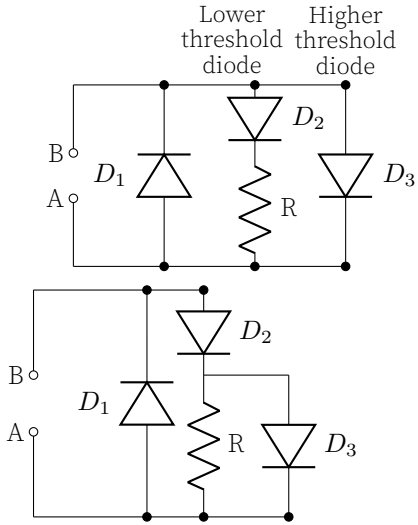 Lower
threshold
diode
Higher
threshold
diode
D₂
B
D₁
D₃
A
R
D₂
B
D₁
A
R
D₃